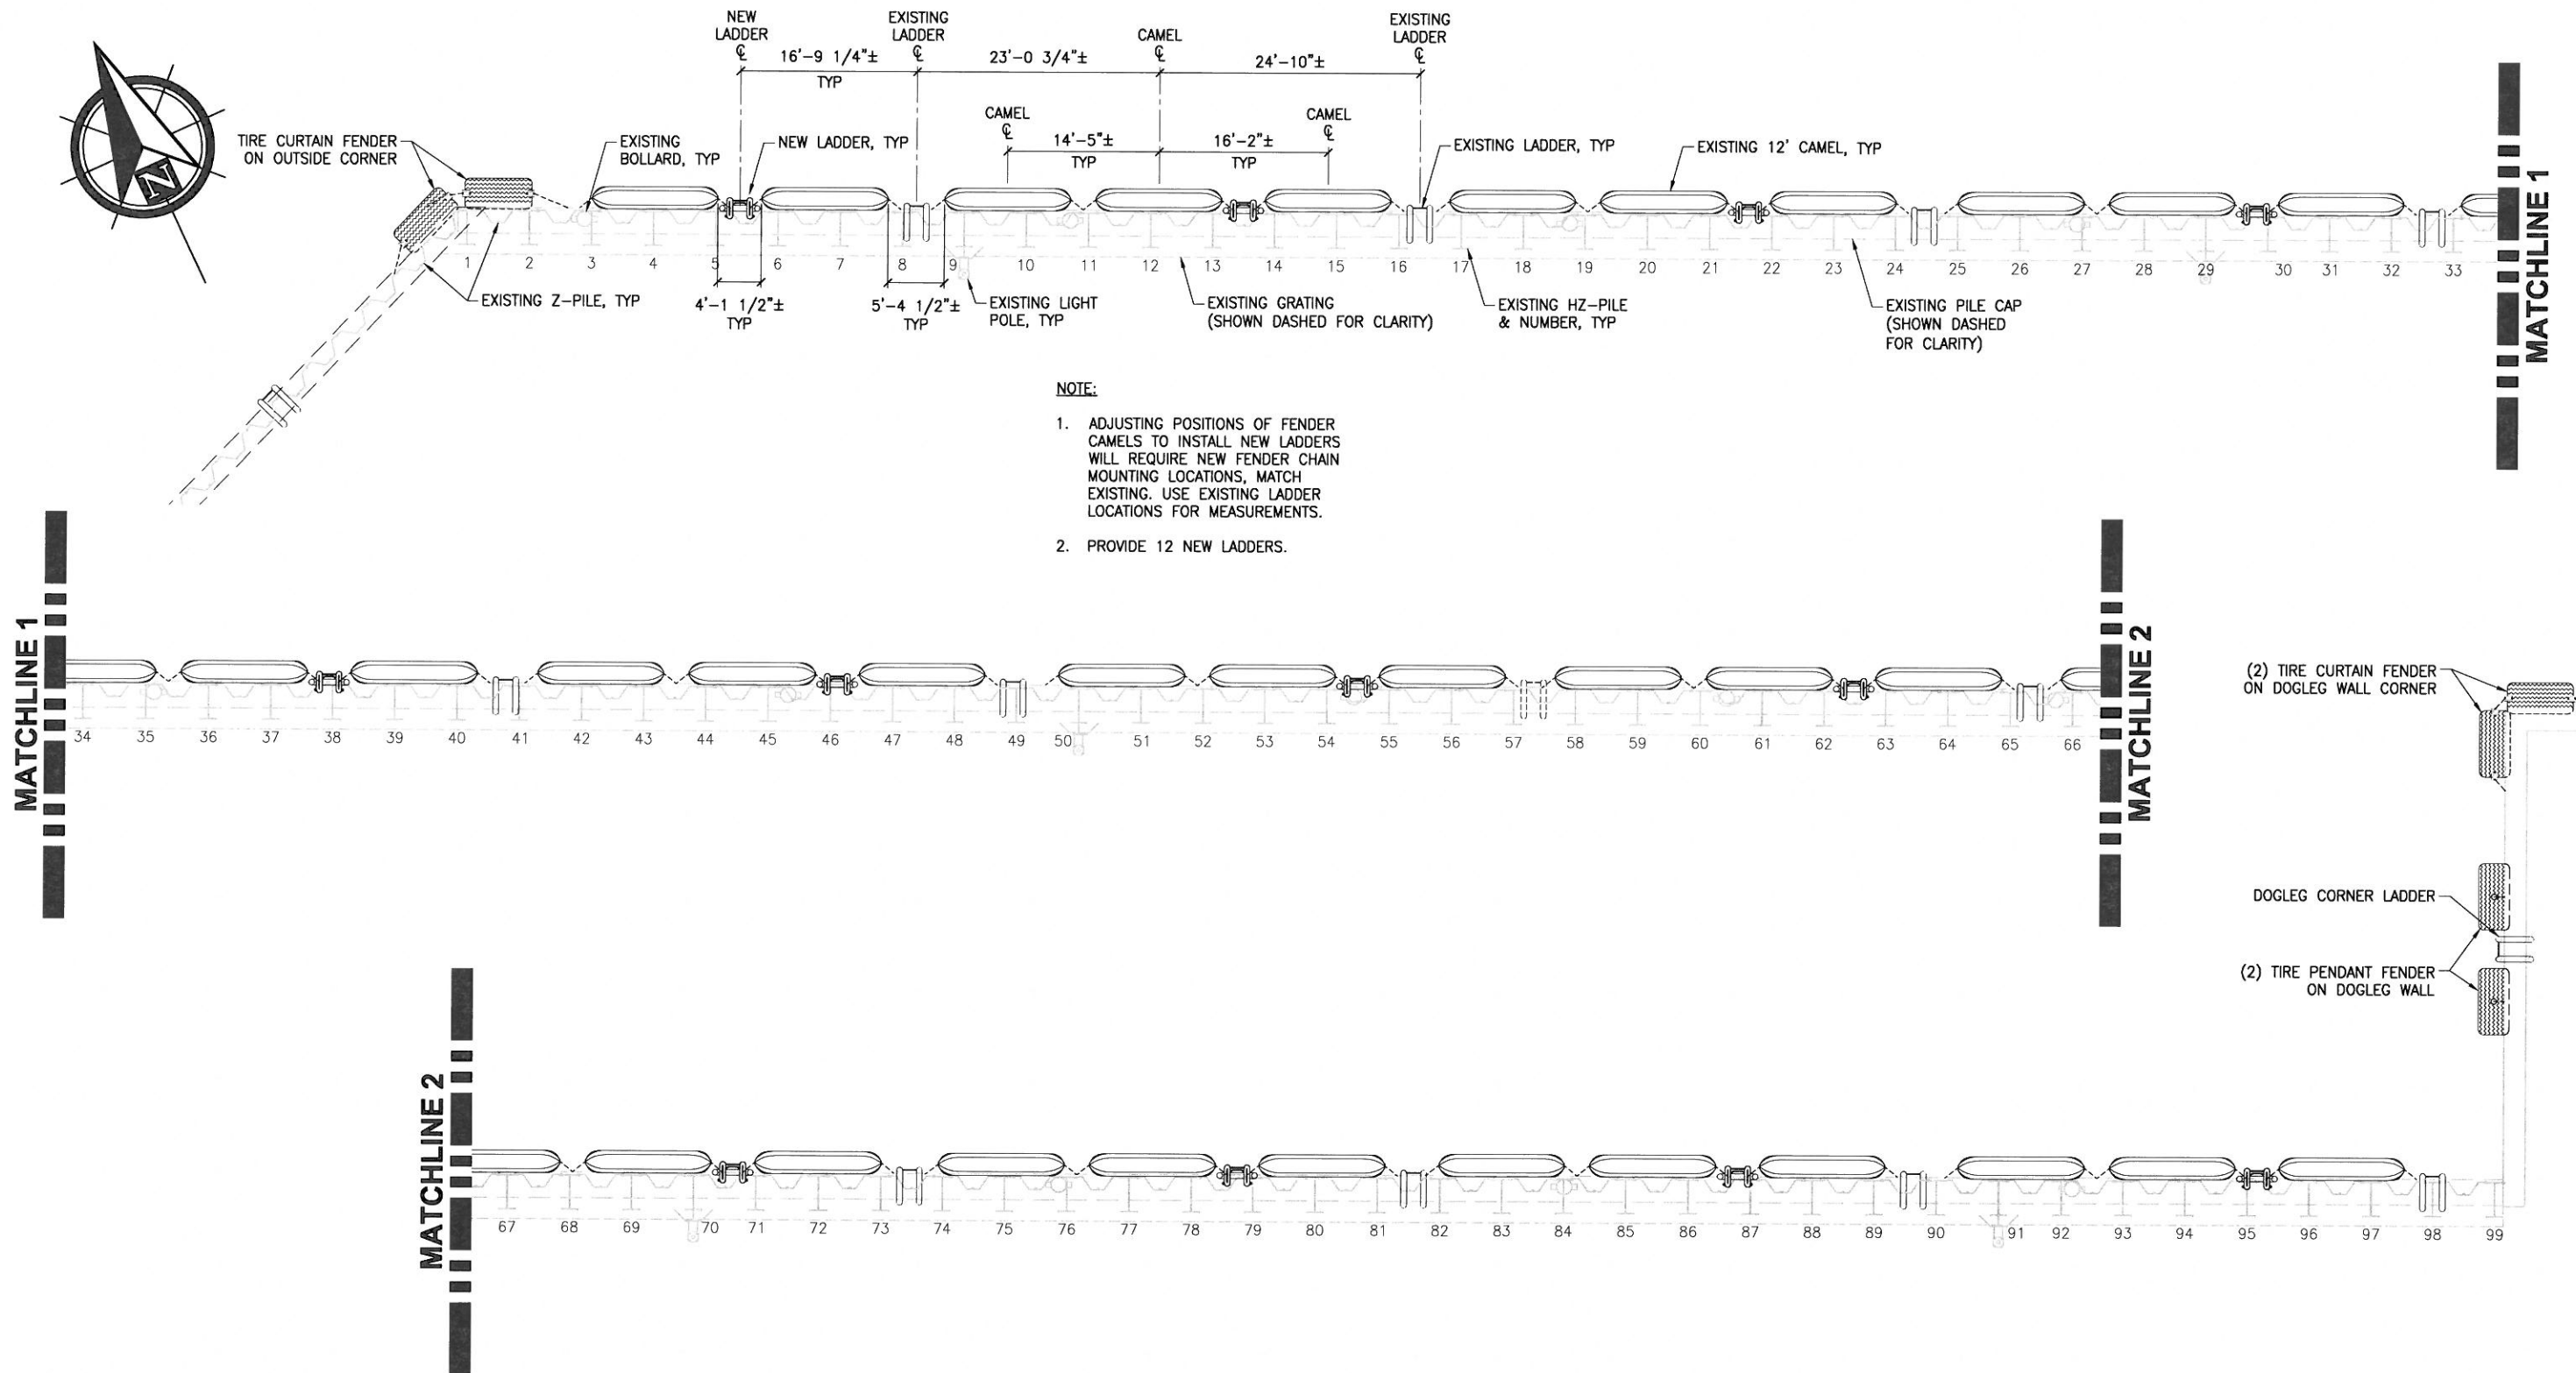 NEW
LADDER
℄
EXISTING
LADDER
℄
CAMEL
℄
EXISTING
LADDER
℄
16'-9 1/4"±
TYP
23'-0 3/4"±
24'-10"±
CAMEL
℄
CAMEL
℄
14'-5"±
TYP
16'-2"±
TYP
N
TIRE CURTAIN FENDER
ON OUTSIDE CORNER
EXISTING
BOLLARD, TYP
NEW LADDER, TYP
EXISTING LADDER, TYP
EXISTING 12' CAMEL, TYP
1 2 3 4 5 6 7 8 9 10 11 12 13 14 15 16 17 18 19 20 21 22 23 24 25 26 27 28 29 30 31 32 33
EXISTING Z-PILE, TYP
4'-1 1/2"±
TYP
5'-4 1/2"±
TYP
EXISTING LIGHT
POLE, TYP
EXISTING GRATING
(SHOWN DASHED FOR CLARITY)
EXISTING HZ-PILE
& NUMBER, TYP
EXISTING PILE CAP
(SHOWN DASHED
FOR CLARITY)
MATCHLINE 1
NOTE:
1. ADJUSTING POSITIONS OF FENDER
CAMELS TO INSTALL NEW LADDERS
WILL REQUIRE NEW FENDER CHAIN
MOUNTING LOCATIONS, MATCH
EXISTING. USE EXISTING LADDER
LOCATIONS FOR MEASUREMENTS.
2. PROVIDE 12 NEW LADDERS.
MATCHLINE 1
34 35 36 37 38 39 40 41 42 43 44 45 46 47 48 49 50 51 52 53 54 55 56 57 58 59 60 61 62 63 64 65 66
MATCHLINE 2
(2) TIRE CURTAIN FENDER
ON DOGLEG WALL CORNER
DOGLEG CORNER LADDER
(2) TIRE PENDANT FENDER
ON DOGLEG WALL
MATCHLINE 2
67 68 69 70 71 72 73 74 75 76 77 78 79 80 81 82 83 84 85 86 87 88 89 90 91 92 93 94 95 96 97 98 99